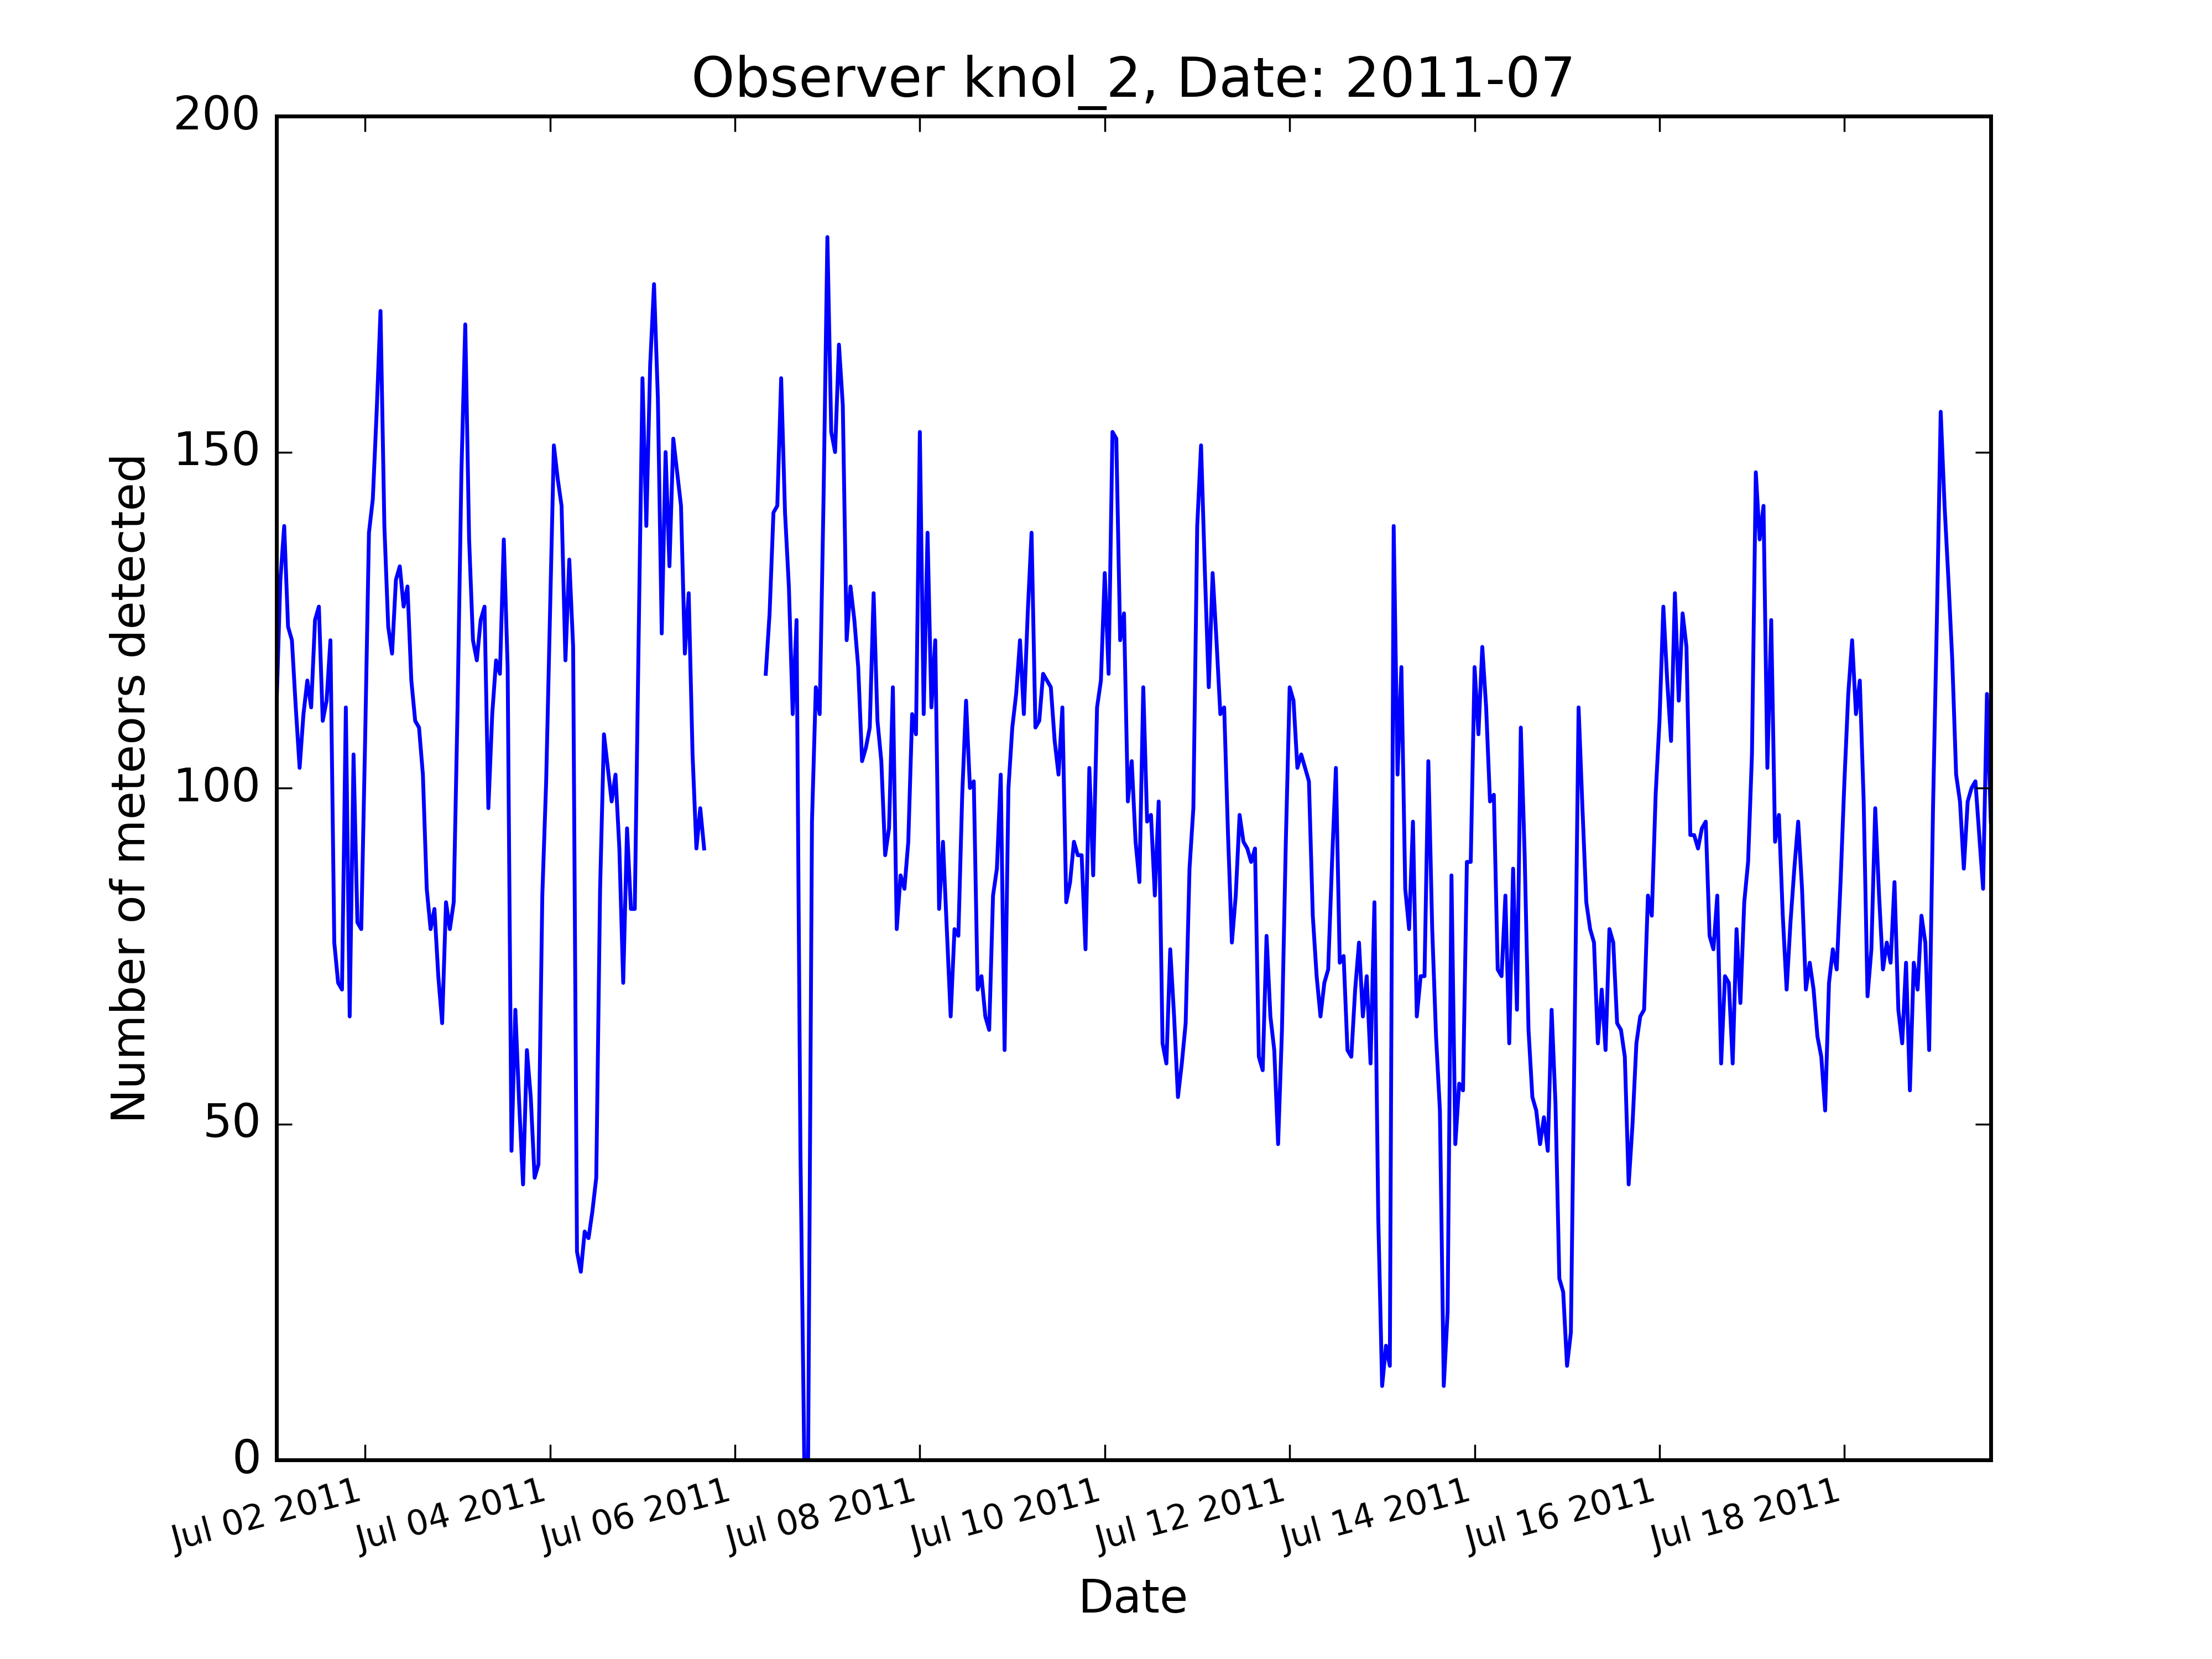 Observer knol_2, Date: 2011-07
Number of meteors detected
200
150
100
50
0
Jul 02 2011
Jul 04 2011
Jul 06 2011
Jul 08 2011
Jul 10 2011
Jul 12 2011
Jul 14 2011
Jul 16 2011
Jul 18 2011
Date